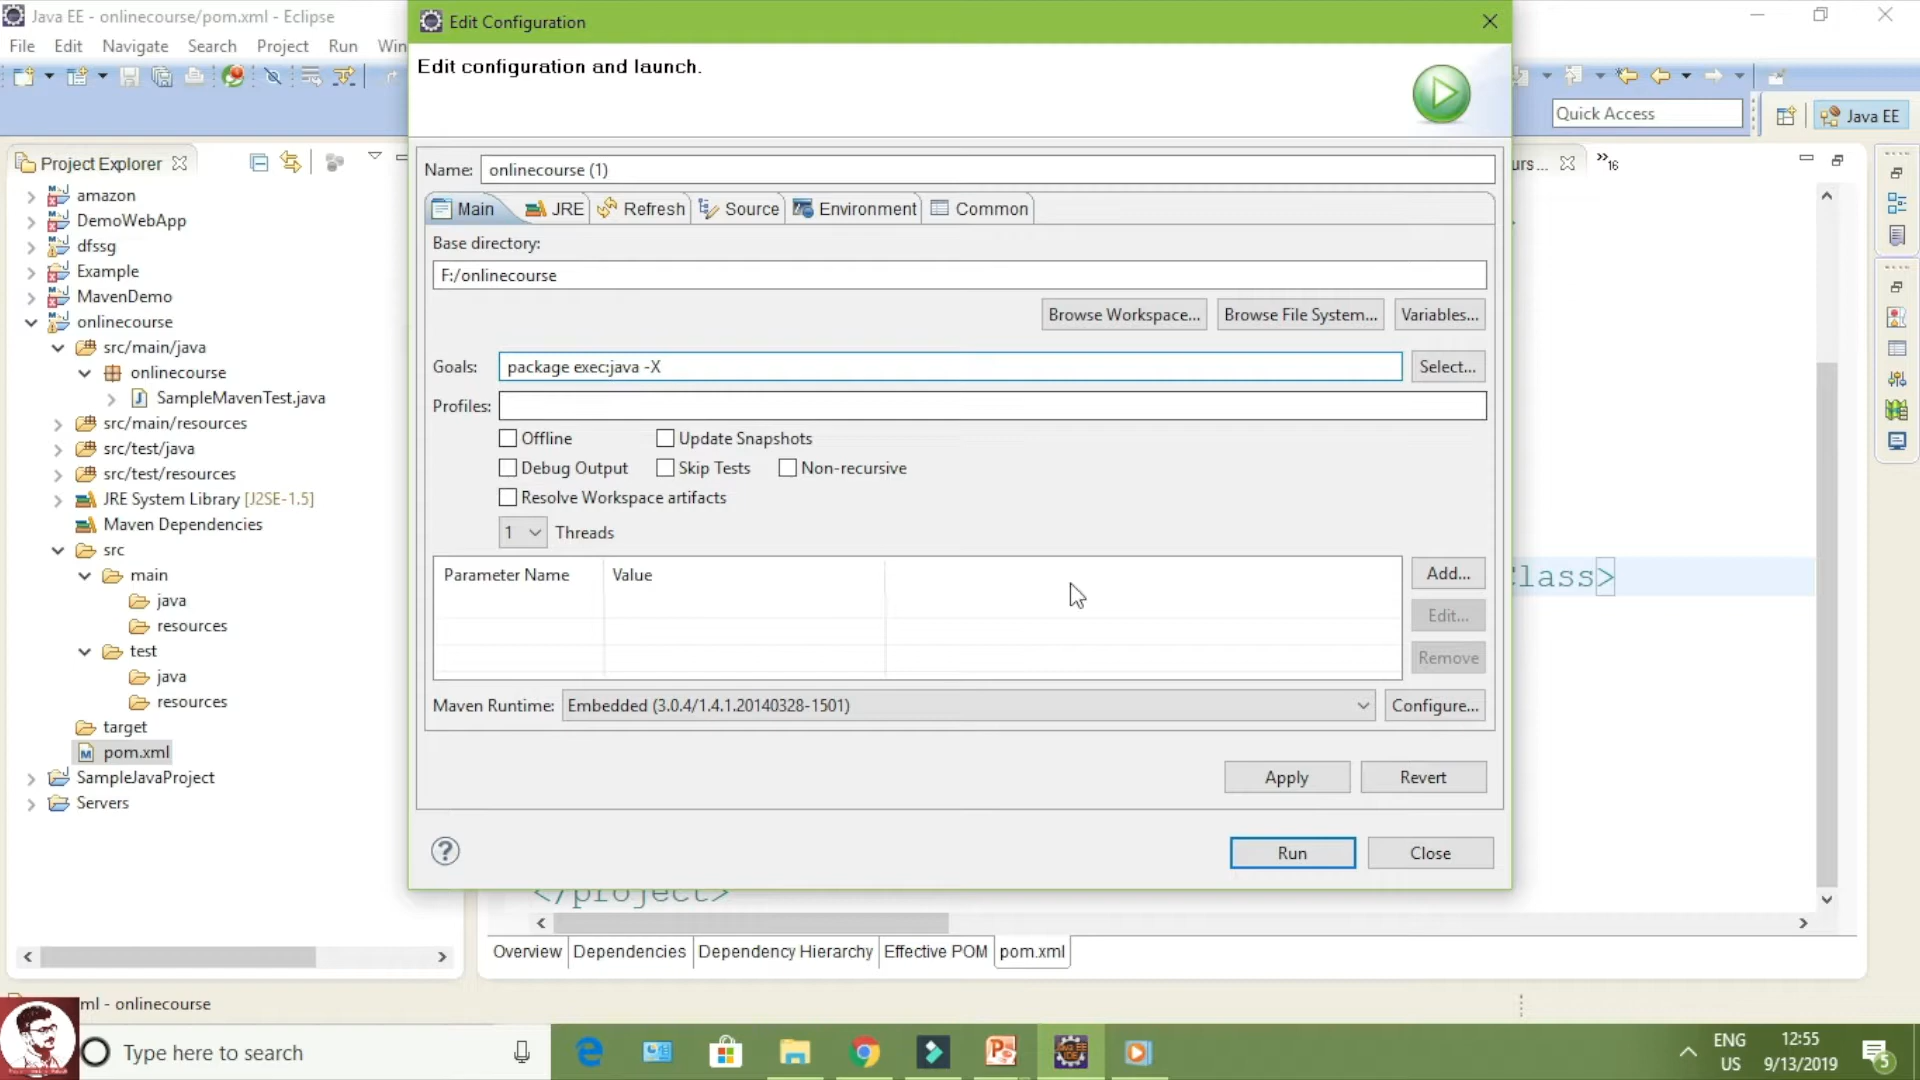 Java EE - onlinecourse/pom.xml - Eclipse
File Edit Navigate Search Project Run Win
Edit Configuration
Edit configuration and launch.
Quick Access
Java EE
Project Explorer
amazon
DemoWebApp
dfssg
Example
MavenDemo
onlinecourse
src/main/java
onlinecourse
SampleMavenTest.java
src/main/resources
src/test/java
src/test/resources
JRE System Library [J2SE-1.5]
Maven Dependencies
src
main
java
resources
test
java
resources
target
pom.xml
SampleJavaProject
Servers
Name: onlinecourse (1)
Main JRE Refresh Source Environment Common
Base directory:
F:/onlinecourse
Browse Workspace... Browse File System... Variables...
Goals: package exec:java -X Select...
Profiles:
Offline Update Snapshots
Debug Output Skip Tests Non-recursive
Resolve Workspace artifacts
1 Threads
Parameter Name Value
Add...
Edit...
Remove
Maven Runtime: Embedded (3.0.4/1.4.1.20140328-1501) Configure...
Apply Revert
Run Close
urs...
»16
lass>
</project>
Overview Dependencies Dependency Hierarchy Effective POM pom.xml
ml - onlinecourse
Type here to search
ENG
US
12:55
9/13/2019
5